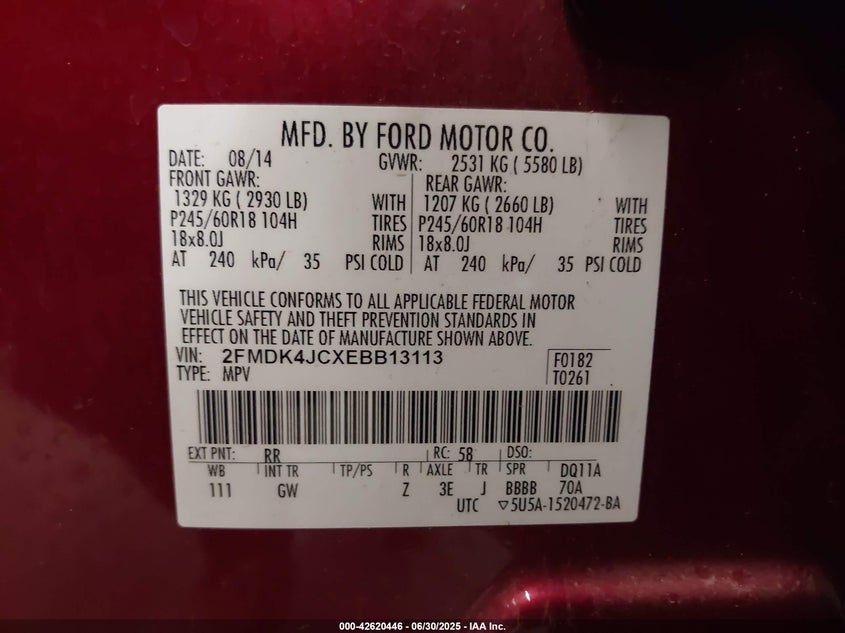 MFD. BY FORD MOTOR CO.
DATE: 08/14 GVWR: 2531 KG ( 5580 LB)
FRONT GAWR: REAR GAWR:
1329 KG ( 2930 LB) WITH 1207 KG ( 2660 LB) WITH
P245/60R18 104H TIRES P245/60R18 104H TIRES
18x8.0J RIMS 18x8.0J RIMS
AT 240 kPa/ 35 PSI COLD AT 240 kPa/ 35 PSI COLD
THIS VEHICLE CONFORMS TO ALL APPLICABLE FEDERAL MOTOR
VEHICLE SAFETY AND THEFT PREVENTION STANDARDS IN
EFFECT ON THE DATE OF MANUFACTURE SHOWN ABOVE.
VIN: 2FMDK4JCXEBB13113 F0182
TYPE: MPV T0261
EXT PNT: RR RC: 58 DSO:
WB INT TR TP/PS R AXLE TR SPR DQ11A
111 GW Z 3E J BBBB 70A
UTC ▽5U5A-1520472-BA
000-42620446 - 06/30/2025 - IAA Inc.